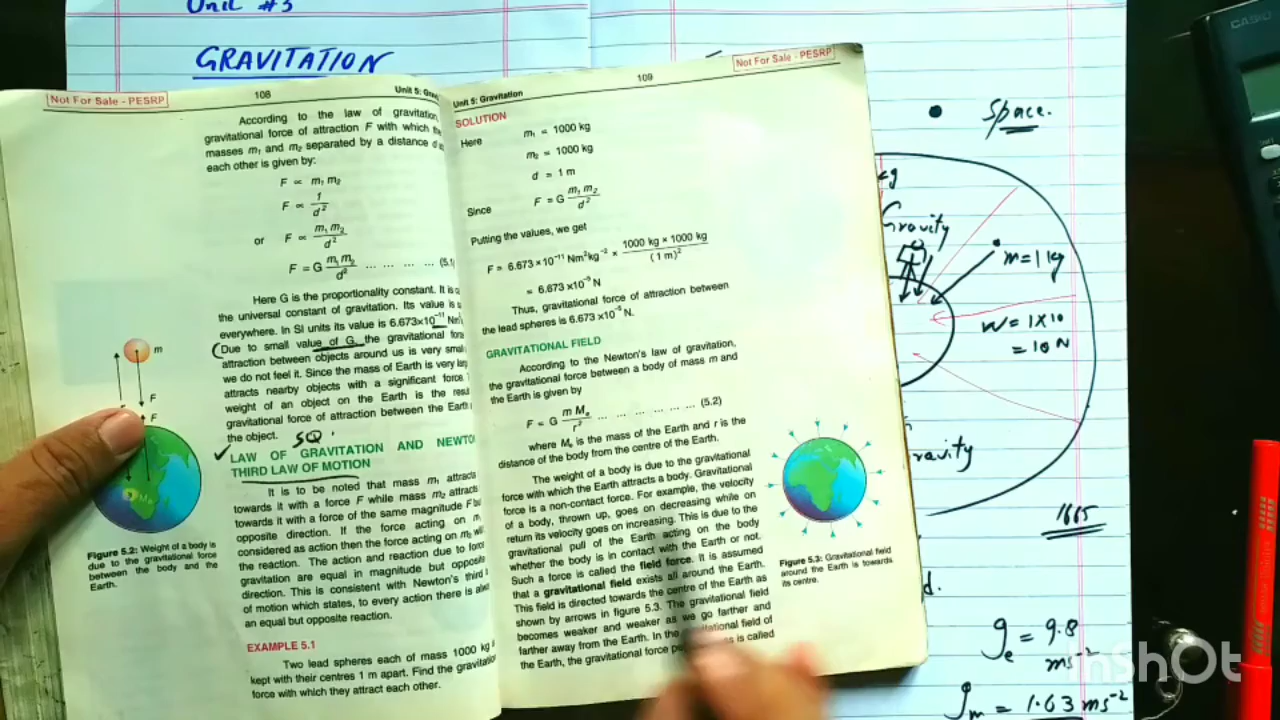 Unit #5
GRAVITATION
Not For Sale - PESRP
108
Unit 5:
According to the law of gravitation,
gravitational force of attraction F with which
masses m₁ and m₂ separated by a distance d
each other is given by:
F ∝ m₁ m₂
F ∝ 1/d²
or F ∝ m₁ m₂/d²
F = G m₁ m₂/d² ... ... ... ... (5.1
Here G is the proportionality constant. It is
the universal constant of gravitation. Its value is
everywhere. In SI units its value is 6.673×10⁻¹¹
Due to small value of G, the gravitational
attraction between objects around us is very
we do not feel it. Since the mass of Earth is very
attracts nearby objects with a significant force
weight of an object on the Earth is the
gravitational force of attraction between the Earth
the object.
SQ
LAW OF GRAVITATION AND
THIRD LAW OF MOTION
It is to be noted that mass m₁ attracts
towards it with a force F while mass m₂ attracts
towards it with a force of the same magnitude F
opposite direction. If the force acting on m₁
considered as action then the force acting on m₂
the reaction. The action and reaction due to force
gravitation are equal in magnitude but
direction. This is consistent with Newton's third
of motion which states, to every action there is
an equal but opposite reaction.
EXAMPLE 5.1
Two lead spheres each of mass 1000 kg
kept with their centres 1 m apart. Find the
force with which they attract each other.
m
F
F
Figure 5.2: Weight of a body is
due to the gravitational force
between the body and the
Earth.
Unit 5: Gravitation
109
Not For Sale - PESRP
SOLUTION
Here m₁ = 1000 kg
m₂ = 1000 kg
d = 1 m
Since F = G m₁ m₂/d²
Putting the values, we get
F = 6.673 × 10⁻¹¹ Nm²kg⁻² × 1000 kg × 1000 kg/(1 m)²
= 6.673 x10⁻⁵ N
Thus, gravitational force of attraction between
the lead spheres is 6.673 x10⁻⁵ N.
GRAVITATIONAL FIELD
According to the Newton's law of gravitation,
the gravitational force between a body of mass m and
the Earth is given by
F = G m Mₑ/r² ... ... ... ... ... ... ... (5.2)
where Mₑ is the mass of the Earth and r is the
distance of the body from the centre of the Earth.
The weight of a body is due to the gravitational
force with which the Earth attracts a body. Gravitational
force is a non-contact force. For example, the velocity
of a body, thrown up, goes on decreasing while on
return its velocity goes on increasing. This is due to the
gravitational pull of the Earth acting on the body
whether the body is in contact with the Earth or not.
Such a force is called the field force. It is assumed
that a gravitational field exists all around the Earth.
This field is directed towards the centre of the Earth as
shown by arrows in figure 5.3. The gravitational field
becomes weaker and weaker as we go farther and
farther away from the Earth. In the gravitational field of
the Earth, the gravitational force is called
Figure 5.3: Gravitational field
around the Earth is towards
its centre.
Space.
Gravity
m = 1 kg
W = 1 X 10
= 10 N
1665
gₑ = 9.8
ms⁻²
gₘ = 1.63 ms⁻²
CASIO
InShOt